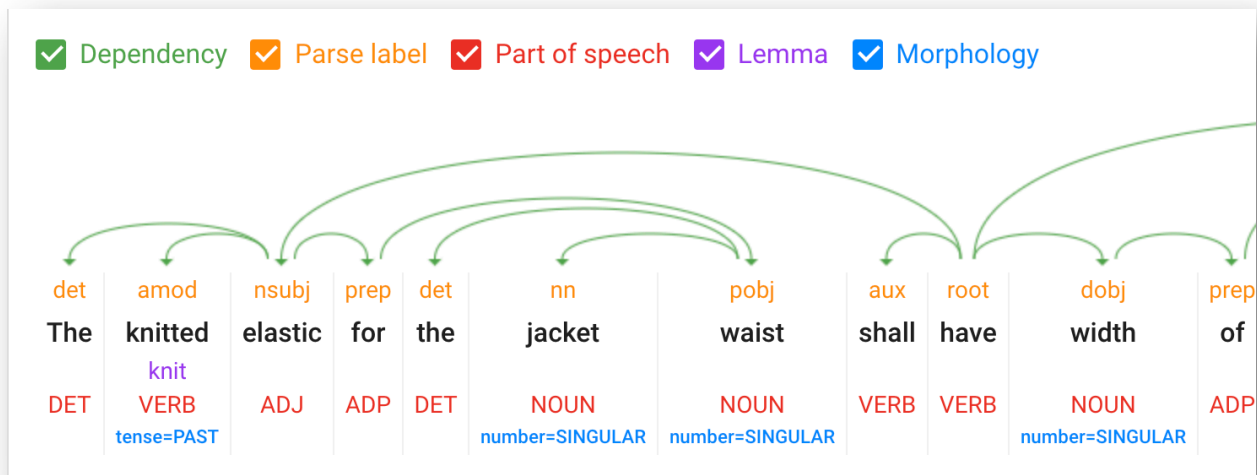 Dependency Parse label Part of speech Lemma Morphology
det amod nsubj prep det nn pobj aux root dobj prep
The knitted elastic for the jacket waist shall have width of
knit
DET VERB ADJ ADP DET NOUN NOUN VERB VERB NOUN ADP
tense=PAST number=SINGULAR number=SINGULAR number=SINGULAR